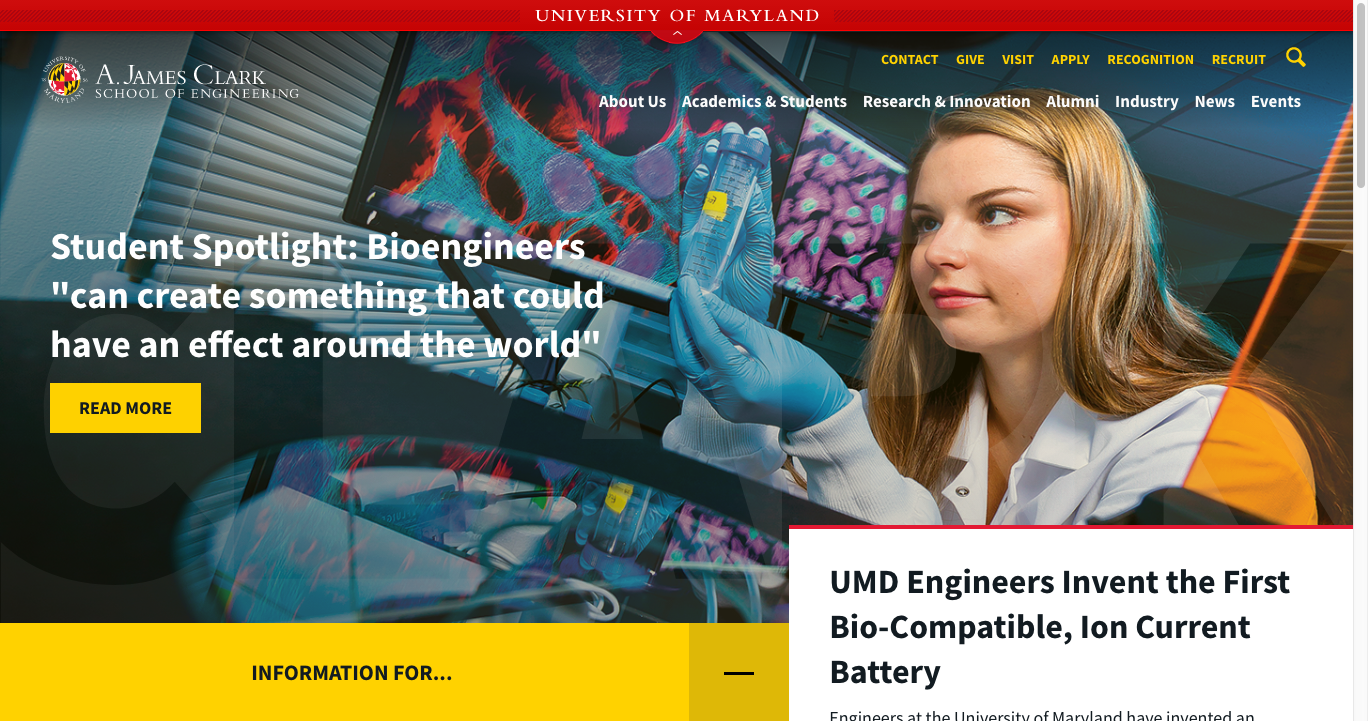 UNIVERSITY OF MARYLAND
UNIVERSITY OF MARYLAND
A. JAMES CLARK
SCHOOL OF ENGINEERING
CONTACT GIVE VISIT APPLY RECOGNITION RECRUIT
About Us Academics & Students Research & Innovation Alumni Industry News Events
Student Spotlight: Bioengineers
"can create something that could
have an effect around the world"
READ MORE
INFORMATION FOR...
UMD Engineers Invent the First
Bio-Compatible, Ion Current
Battery
Engineers at the University of Maryland have invented an